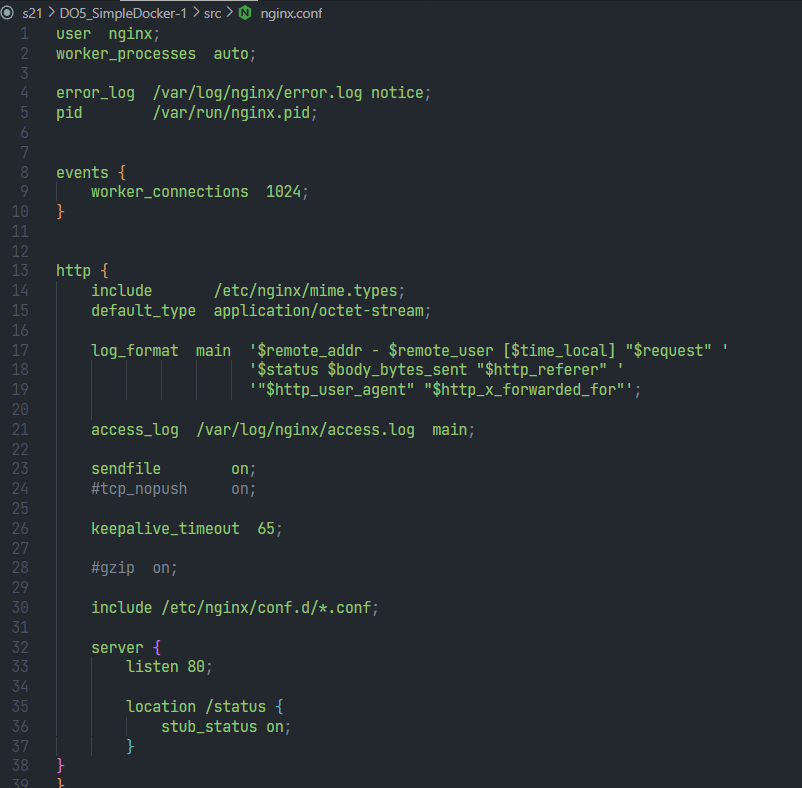 s21 > DO5_SimpleDocker-1 > src > nginx.conf
1 user  nginx;
2 worker_processes  auto;
3
4 error_log  /var/log/nginx/error.log notice;
5 pid        /var/run/nginx.pid;
6
7
8 events {
9     worker_connections  1024;
10 }
11
12
13 http {
14     include       /etc/nginx/mime.types;
15     default_type  application/octet-stream;
16
17     log_format  main  '$remote_addr - $remote_user [$time_local] "$request" '
18                       '$status $body_bytes_sent "$http_referer" '
19                       '"$http_user_agent" "$http_x_forwarded_for"';
20
21     access_log  /var/log/nginx/access.log  main;
22
23     sendfile        on;
24     #tcp_nopush     on;
25
26     keepalive_timeout  65;
27
28     #gzip  on;
29
30     include /etc/nginx/conf.d/*.conf;
31
32     server {
33         listen 80;
34
35         location /status {
36             stub_status on;
37         }
38 }
39 }